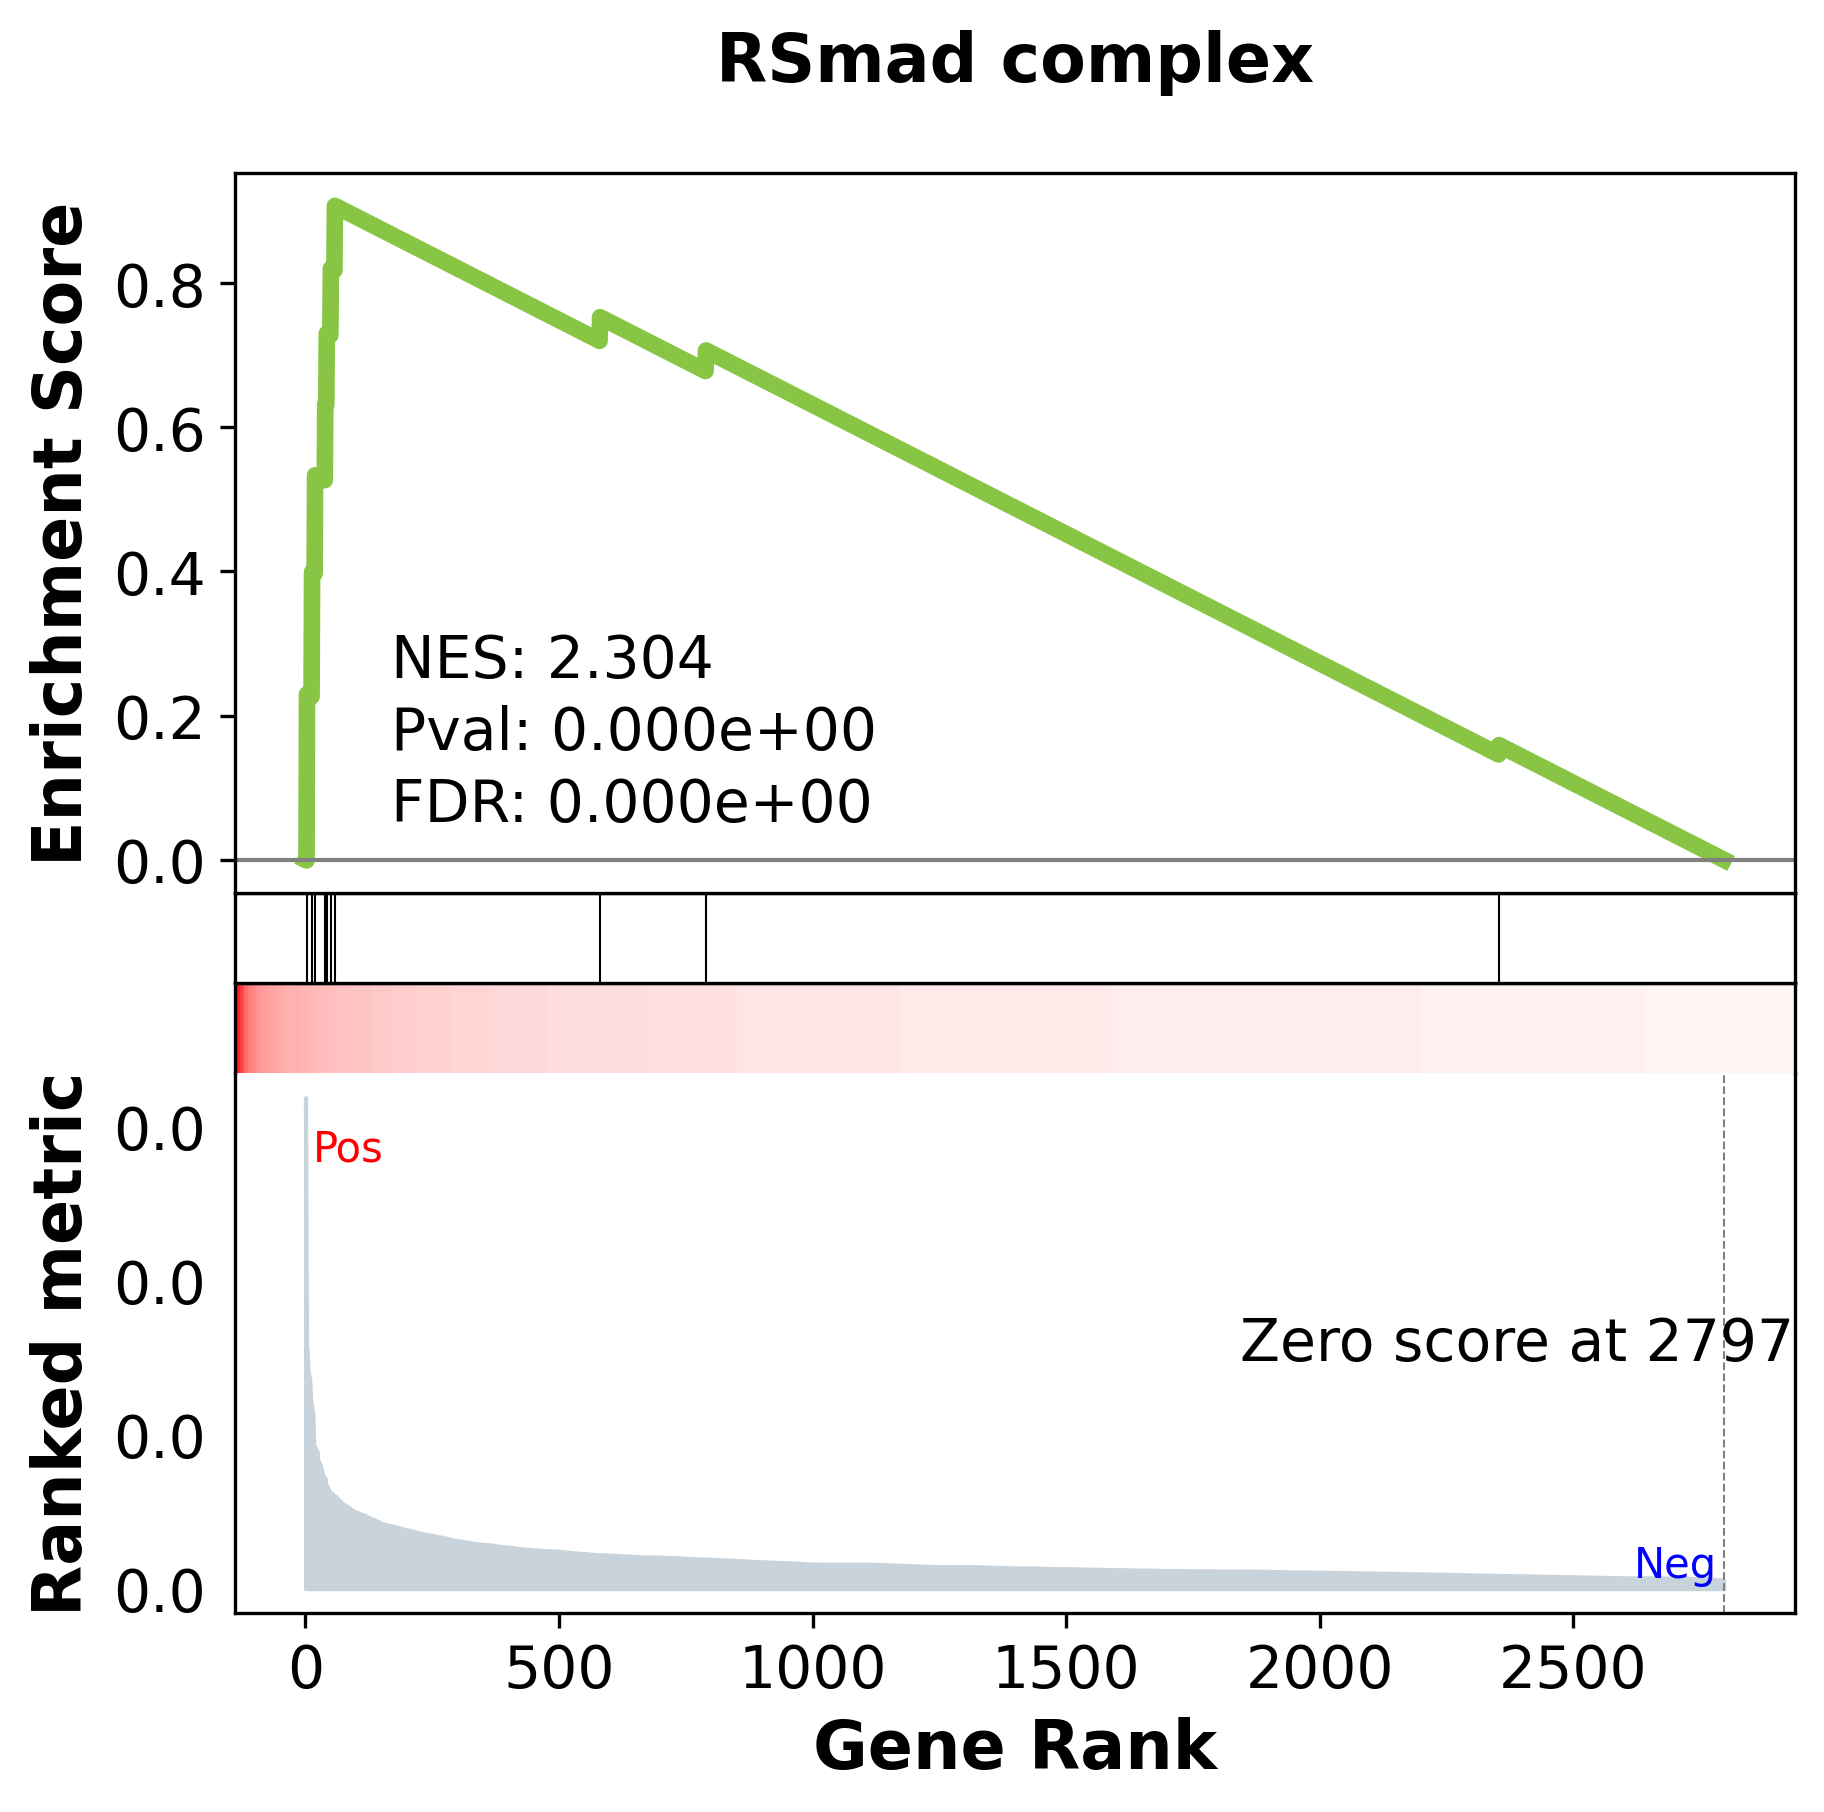 RSmad complex
Enrichment Score
0.8
0.6
0.4
0.2
0.0
NES: 2.304
Pval: 0.000e+00
FDR: 0.000e+00
Ranked metric
0.0
0.0
0.0
0.0
Pos
Zero score at 2797
Neg
0 500 1000 1500 2000 2500
Gene Rank